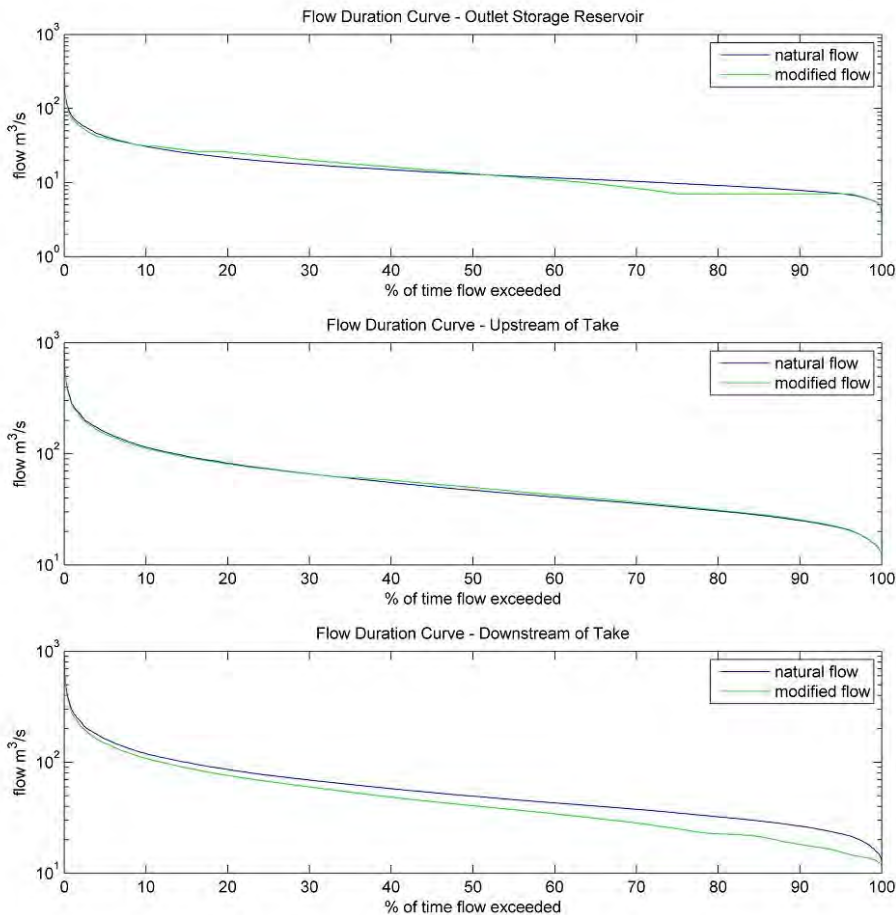 Flow Duration Curve - Outlet Storage Reservoir
10³
10²
10¹
10⁰
flow m³/s
natural flow
modified flow
0 10 20 30 40 50 60 70 80 90 100
% of time flow exceeded
Flow Duration Curve - Upstream of Take
10³
10²
10¹
flow m³/s
natural flow
modified flow
0 10 20 30 40 50 60 70 80 90 100
% of time flow exceeded
Flow Duration Curve - Downstream of Take
10³
10²
10¹
flow m³/s
natural flow
modified flow
0 10 20 30 40 50 60 70 80 90 100
% of time flow exceeded